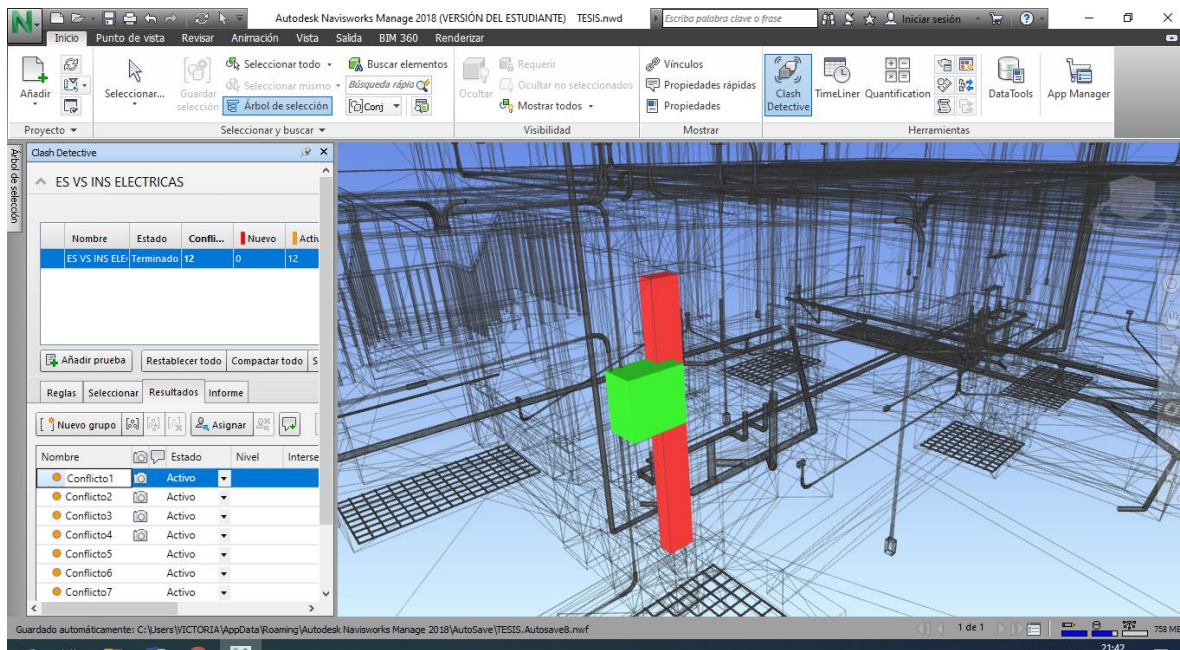 Autodesk Navisworks Manage 2018 (VERSIÓN DEL ESTUDIANTE) TESIS.nwd
Escriba palabra clave o frase
Iniciar sesión
Inicio Punto de vista Revisar Animación Vista Salida BIM 360 Renderizar
Añadir
Seleccionar...
Guardar selección
Seleccionar todo
Seleccionar mismo
Árbol de selección
Buscar elementos
Búsqueda rápio
Conj
Ocultar
Requerir
Ocultar no seleccionados
Mostrar todos
Vínculos
Propiedades rápidas
Propiedades
Clash Detective
TimeLiner
Quantification
DataTools
App Manager
Proyecto Seleccionar y buscar Visibilidad Mostrar Herramientas
Árbol de selección
Clash Detective
ES VS INS ELECTRICAS
Nombre Estado Confli... Nuevo Activ
ES VS INS ELE Terminado 12 0 12
Añadir prueba Restablecer todo Compactar todo S
Reglas Seleccionar Resultados Informe
Nuevo grupo Asignar
Nombre Estado Nivel Interse
Conflicto1 Activo
Conflicto2 Activo
Conflicto3 Activo
Conflicto4 Activo
Conflicto5 Activo
Conflicto6 Activo
Conflicto7 Activo
Guardado automáticamente: C:\Users\VICTORIA\AppData\Roaming\Autodesk Navisworks Manage 2018\AutoSave\TESIS.Autosave8.nwf
1 de 1
758 ME
21:42